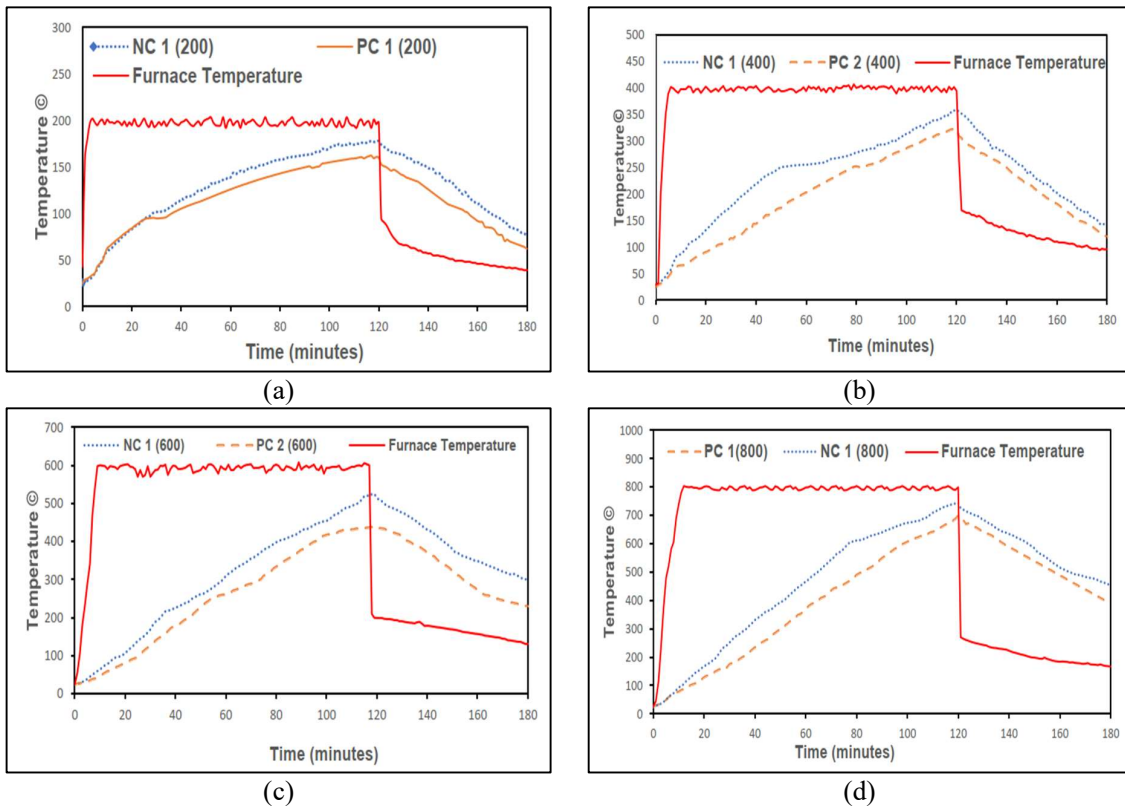 300
250
200
150
100
50
0
Temperature ©
NC 1 (200)
PC 1 (200)
Furnace Temperature
0 20 40 60 80 100 120 140 160 180
Time (minutes)
(a)
500
450
400
350
300
250
200
150
100
50
0
Temperature ©
NC 1 (400) PC 2 (400) Furnace Temperature
0 20 40 60 80 100 120 140 160 180
Time (minutes)
(b)
700
600
500
400
300
200
100
0
Temperature ©
NC 1 (600) PC 2 (600) Furnace Temperature
0 20 40 60 80 100 120 140 160 180
Time (minutes)
(c)
1000
900
800
700
600
500
400
300
200
100
0
Temperature ©
PC 1(800) NC 1 (800) Furnace Temperature
0 20 40 60 80 100 120 140 160 180
Time (minutes)
(d)